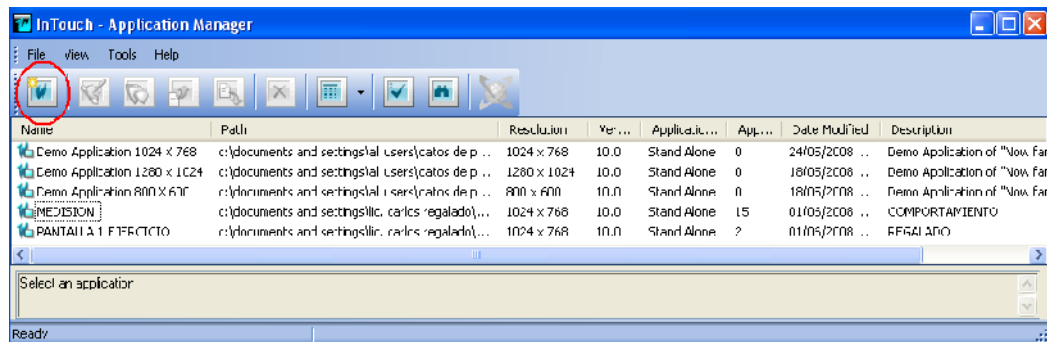 InTouch - Application Manager
File View Tools Help
Name Path Resolution Ver... Applicatio... App... Date Modified Description
Demo Application 1024 x 768 c:\documents and settings\all users\datos de p... 1024 x 768 10.0 Stand Alone 0 24/05/2008 ... Demo Application of "Now
Demo Application 1280 x 1024 c:\documents and settings\all users\datos de p... 1280 x 1024 10.0 Stand Alone 0 18/05/2008 ... Demo Application of "Now
Demo Application 800 X 600 c:\documents and settings\all users\datos de p... 800 x 600 10.0 Stand Alone 0 18/05/2008 ... Demo Application of "Now
MEDISION c:\documents and settings\lic. carlos regalado\... 1024 x 768 10.0 Stand Alone 15 01/05/2008 ... COMPORTAMIENTO
PANTALLA 1 EJERCICIO c:\documents and settings\lic. carlos regalado\... 1024 x 768 10.0 Stand Alone 2 01/05/2008 ... REGALADO
Select an application
Ready